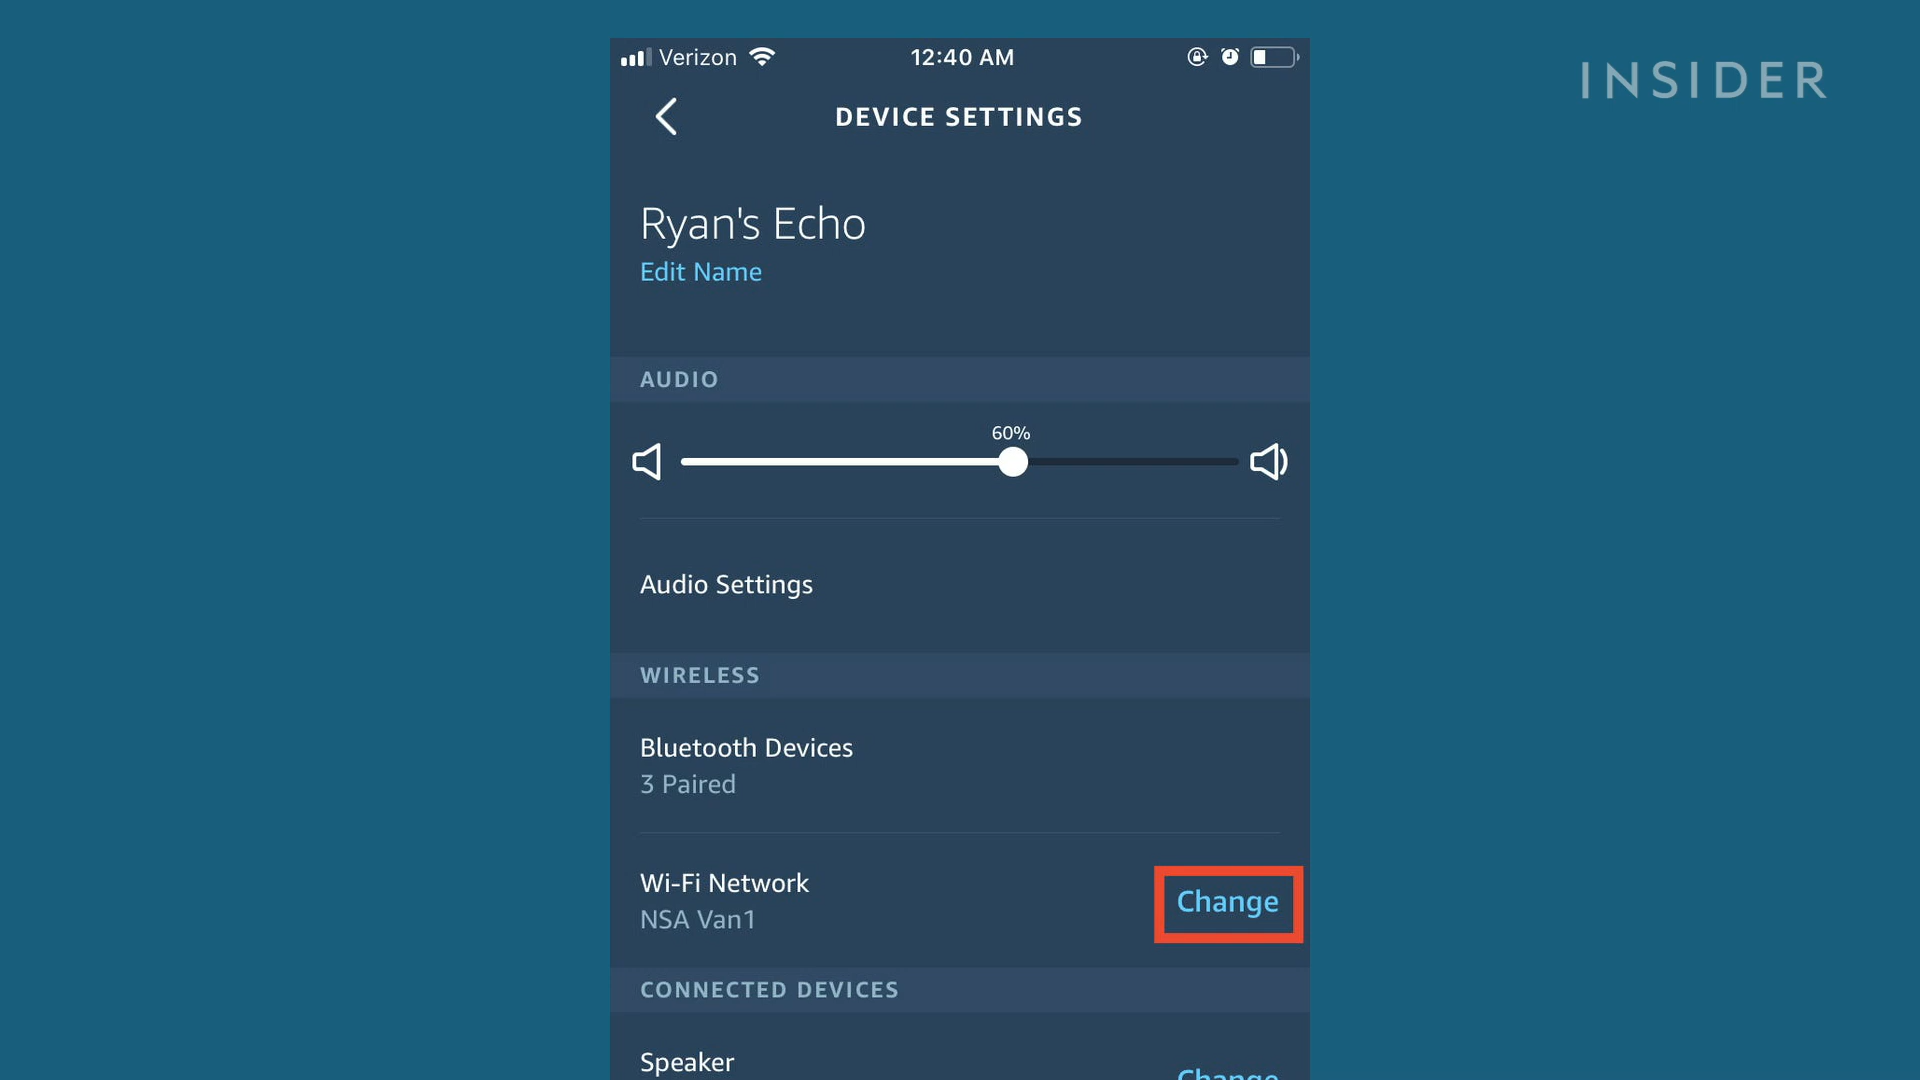 Verizon 12:40 AM
INSIDER
DEVICE SETTINGS
Ryan's Echo
Edit Name
AUDIO
60%
Audio Settings
WIRELESS
Bluetooth Devices
3 Paired
Wi-Fi Network
NSA Van1
Change
CONNECTED DEVICES
Speaker
Change